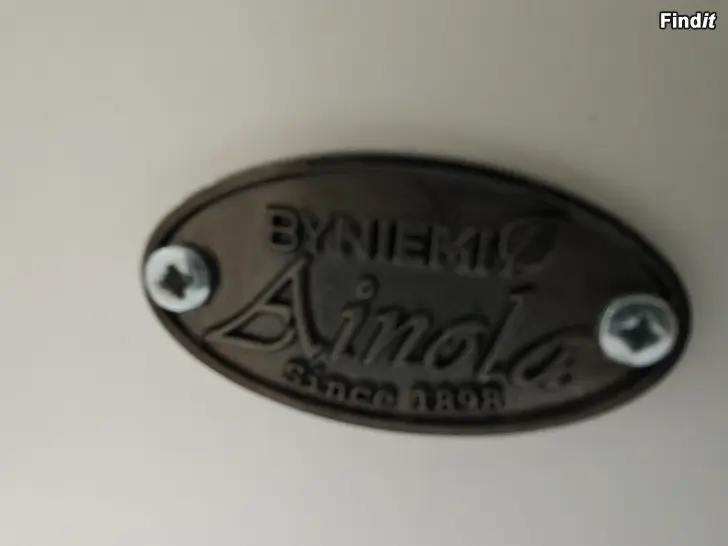 Findit
BYNIEMI
Ainola
Since 1898